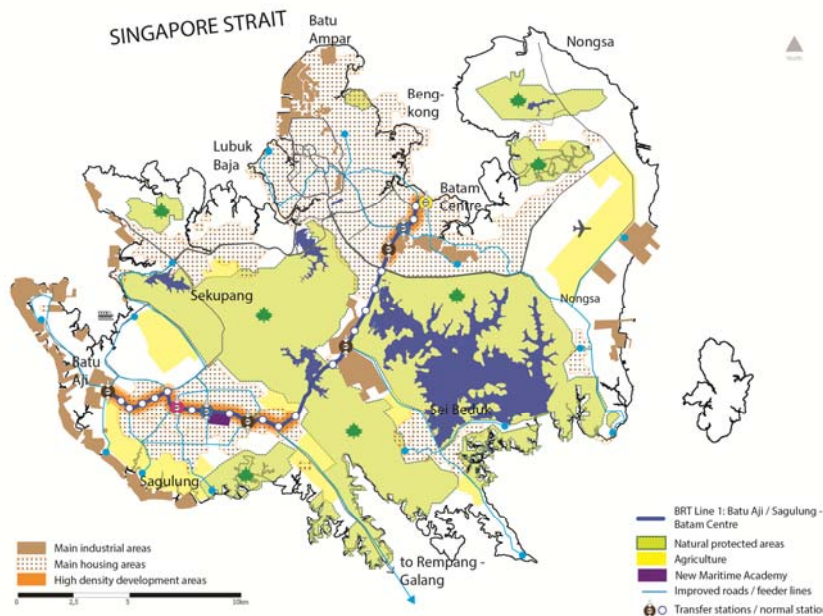 SINGAPORE STRAIT
Batu
Ampar
Nongsa
North
Beng-
kong
Lubuk
Baja
Batam
Centre
Sekupang
Nongsa
Batu
Aji
Sei Beduk
Sagulung
to Rempang -
Galang
Main industrial areas
Main housing areas
High density development areas
0 2,5 5 10km
BRT Line 1: Batu Aji / Sagulung -
Batam Centre
Natural protected areas
Agriculture
New Maritime Academy
Improved roads / feeder lines
Transfer stations / normal statio